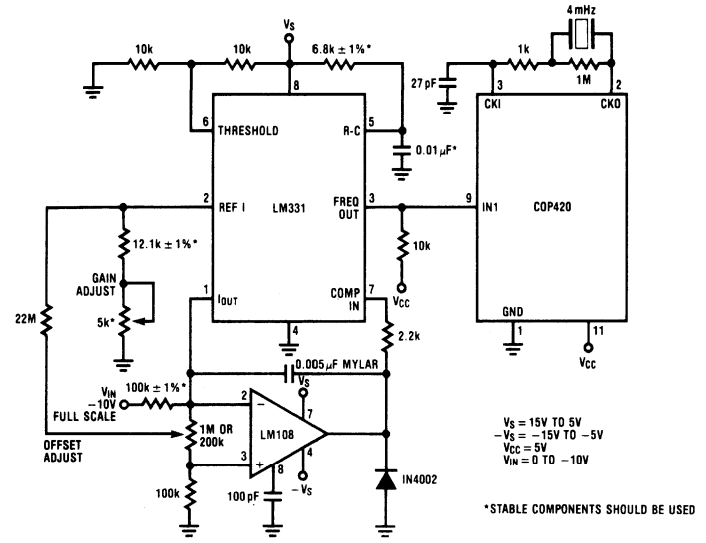 4 mHz
VS
10k
10k
6.8k ± 1%*
1k
1M
27 pF
3
2
CKI
CKO
8
6
THRESHOLD
R-C
5
0.01 µF*
2
REF I
LM331
FREQ
OUT
3
9
IN1
COP420
12.1k ± 1%*
10k
GAIN
ADJUST
1
IOUT
COMP
IN
7
VCC
5k*
22M
4
2.2k
GND
1
11
VCC
0.005 µF MYLAR
100k ± 1%*
VIN
-10V
FULL SCALE
VS
2
7
-
1M OR
200k
LM108
OFFSET
ADJUST
3
+
8
4
-VS
100k
100 pF
IN4002
VS = 15V TO 5V
-VS = -15V TO -5V
VCC = 5V
VIN = 0 TO -10V
*STABLE COMPONENTS SHOULD BE USED